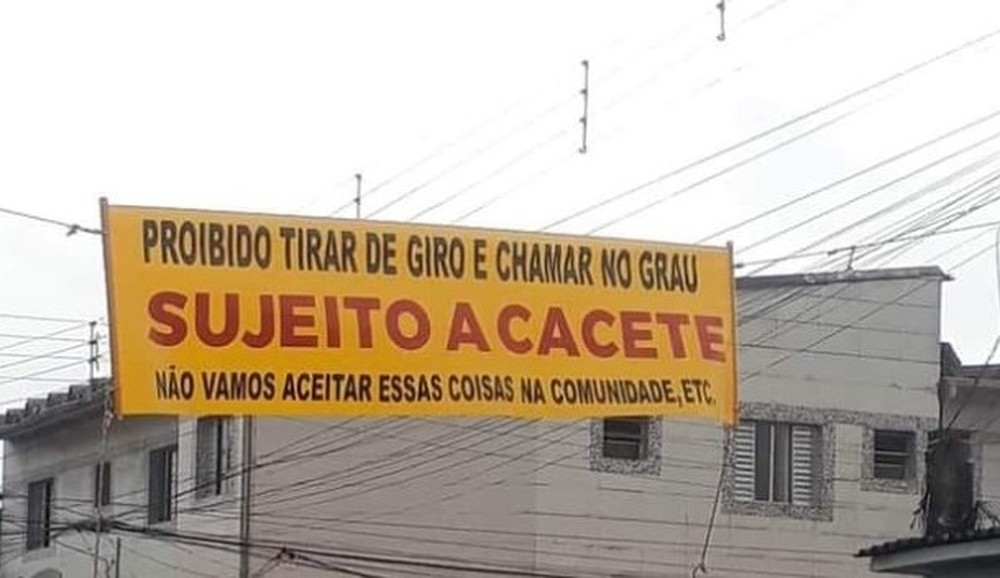 PROIBIDO TIRAR DE GIRO E CHAMAR NO GRAU
SUJEITO A CACETE
NÃO VAMOS ACEITAR ESSAS COISAS NA COMUNIDADE, ETC.